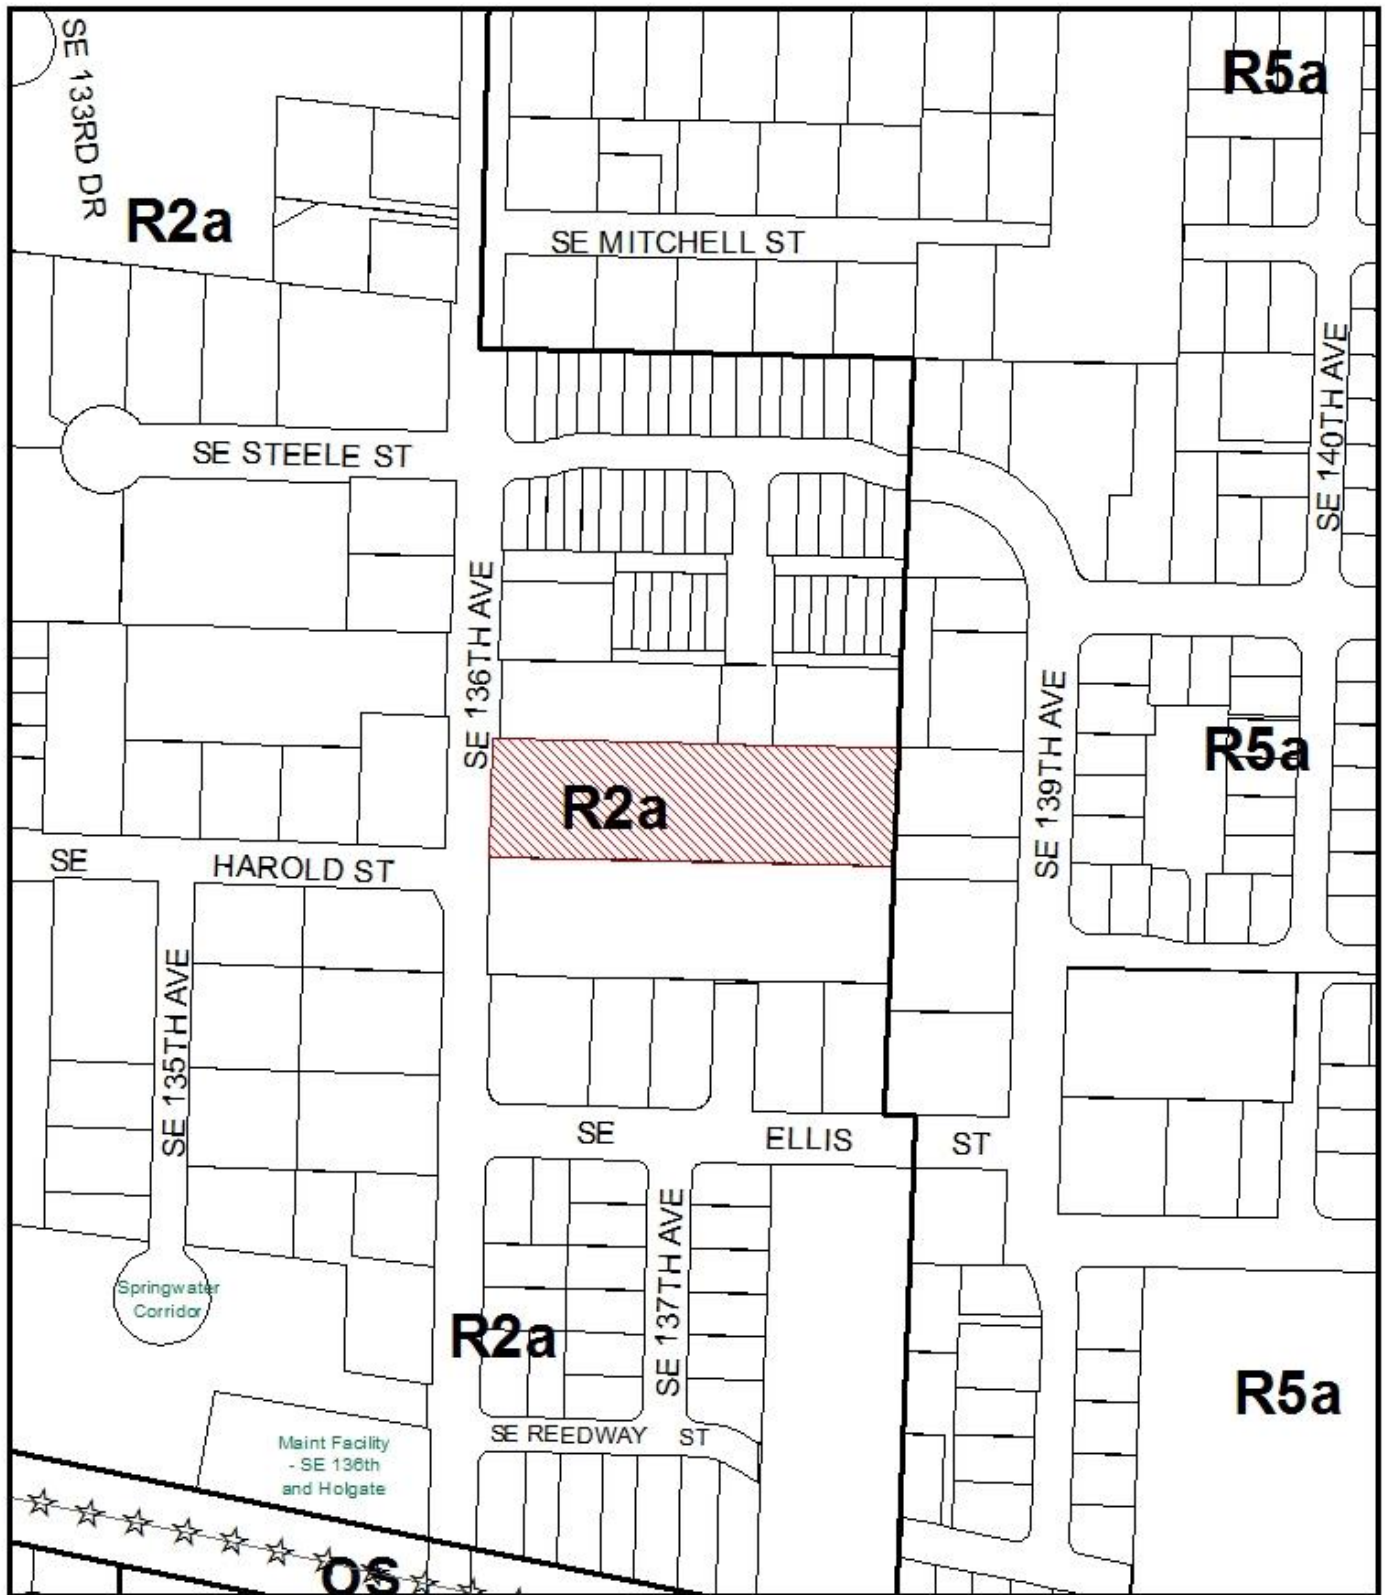 SE 133RD DR
R5a
R2a
SE MITCHELL ST
SE 140TH AVE
SE STEELE ST
SE 136TH AVE
SE 139TH AVE
R5a
R2a
SE HAROLD ST
SE 135TH AVE
SE ELLIS ST
SE 137TH AVE
Springwater
Corridor
R2a
R5a
SE REEDWAY ST
Maint Facility
- SE 136th
and Holgate
OS